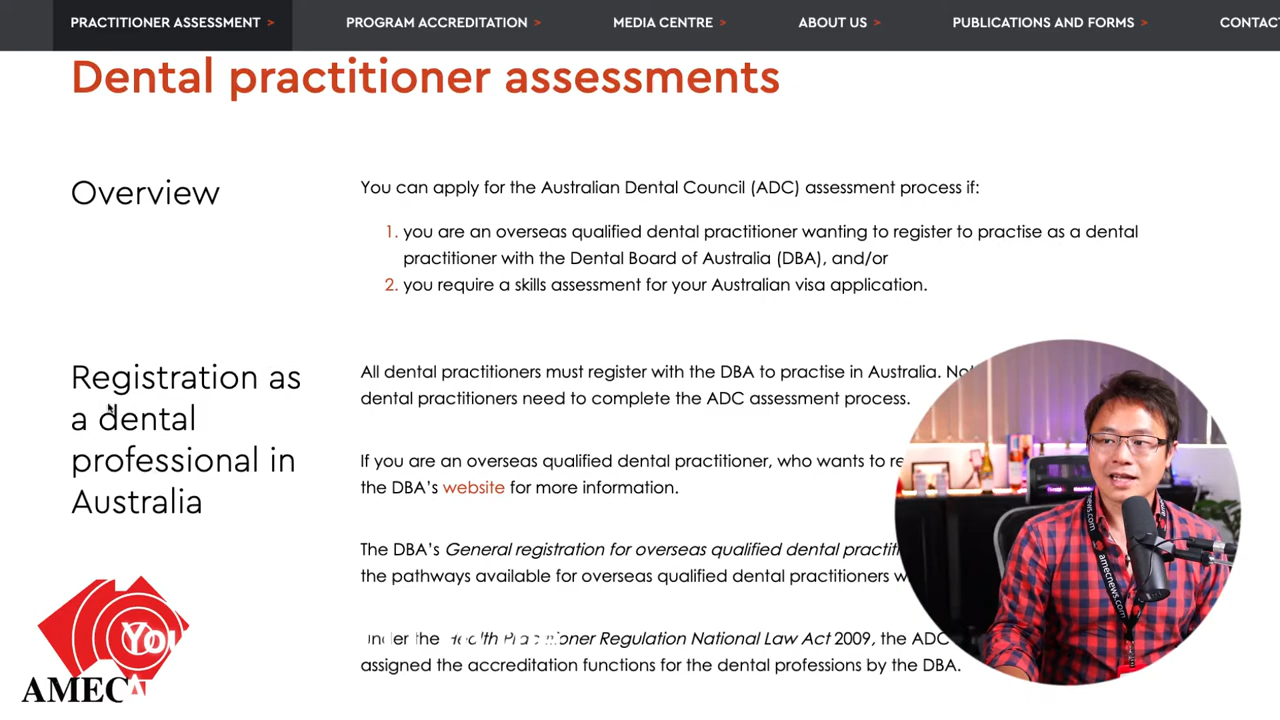 PRACTITIONER ASSESSMENT > PROGRAM ACCREDITATION > MEDIA CENTRE > ABOUT US > PUBLICATIONS AND FORMS > CONTACT
Dental practitioner assessments
Overview
You can apply for the Australian Dental Council (ADC) assessment process if:
1. you are an overseas qualified dental practitioner wanting to register to practise as a dental
practitioner with the Dental Board of Australia (DBA), and/or
2. you require a skills assessment for your Australian visa application.
Registration as
a dental
professional in
Australia
All dental practitioners must register with the DBA to practise in Australia.
dental practitioners need to complete the ADC assessment process.
If you are an overseas qualified dental practitioner, who wants to
the DBA's website for more information.
The DBA's General registration for overseas qualified dental
the pathways available for overseas qualified dental practitioners
under the Health Practitioner Regulation National Law Act 2009, the ADC
assigned the accreditation functions for the dental professions by the DBA.
AMEC
amecnews.com